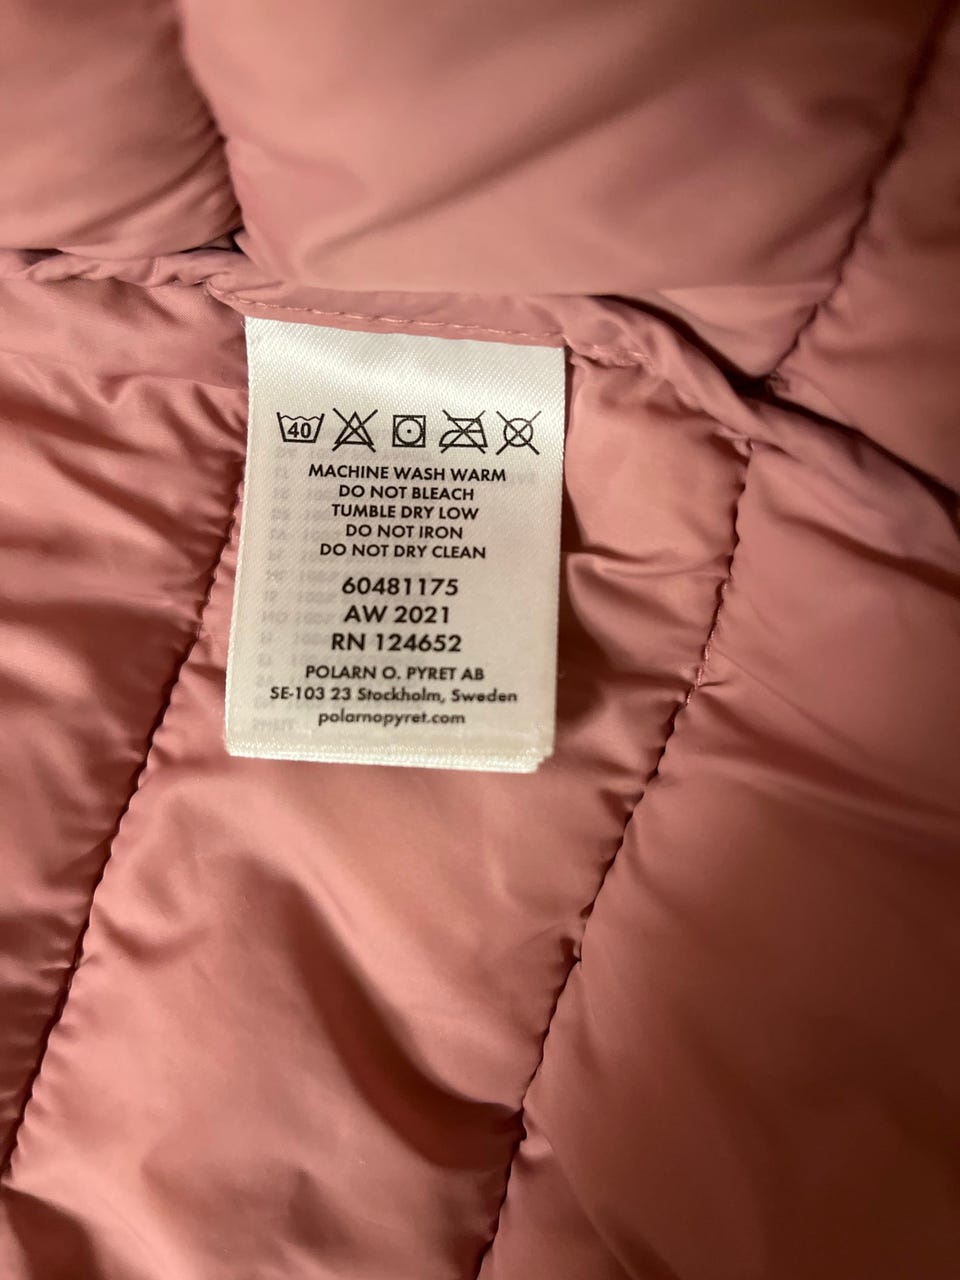 40
MACHINE WASH WARM
DO NOT BLEACH
TUMBLE DRY LOW
DO NOT IRON
DO NOT DRY CLEAN
60481175
AW 2021
RN 124652
POLARN O. PYRET AB
SE-103 23 Stockholm, Sweden
polarnopyret.com